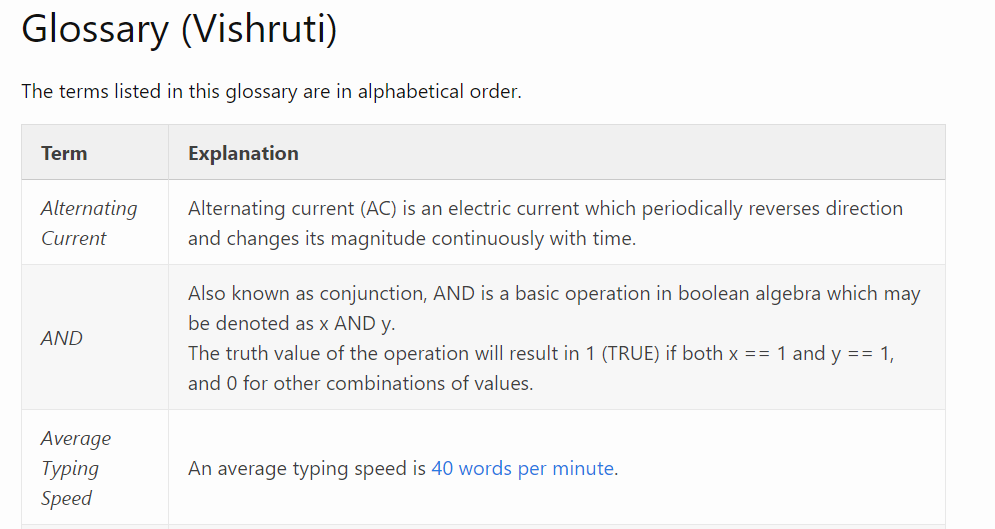 Glossary (Vishruti)
The terms listed in this glossary are in alphabetical order.
Term
Explanation
Alternating
Current
Alternating current (AC) is an electric current which periodically reverses direction
and changes its magnitude continuously with time.
AND
Also known as conjunction, AND is a basic operation in boolean algebra which may
be denoted as x AND y.
The truth value of the operation will result in 1 (TRUE) if both x == 1 and y == 1,
and 0 for other combinations of values.
Average
Typing
Speed
An average typing speed is 40 words per minute.